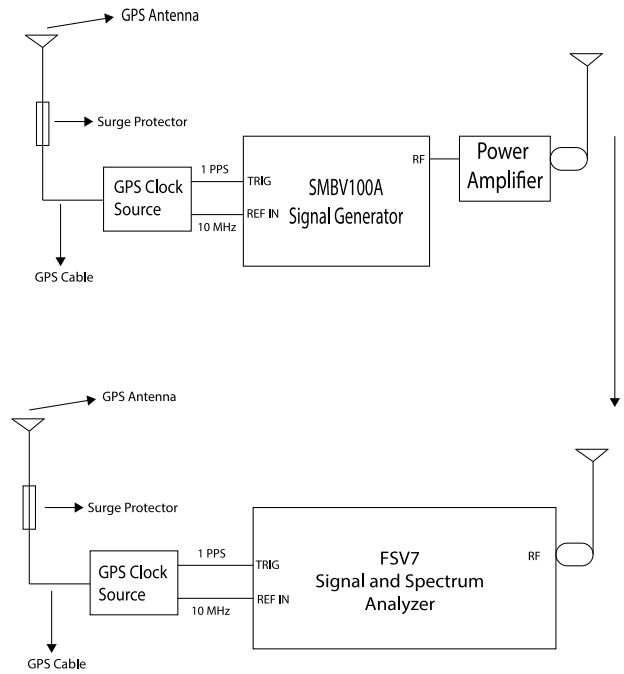 GPS Antenna
Surge Protector
GPS Clock
Source
GPS Cable
1 PPS
10 MHz
TRIG
REF IN
SMBV100A
Signal Generator
RF
Power
Amplifier
GPS Antenna
Surge Protector
GPS Clock
Source
GPS Cable
1 PPS
10 MHz
TRIG
REF IN
FSV7
Signal and Spectrum
Analyzer
RF